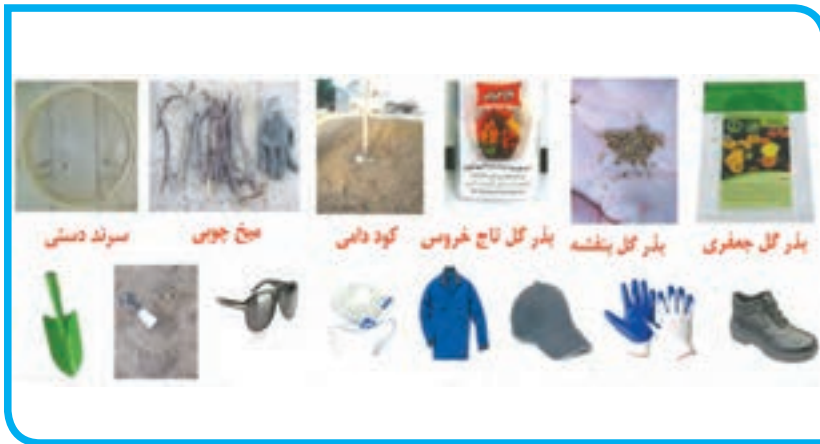 بذر گل جعفری
بذر گل بنفشه
بذر گل تاج خروس
کود دامی
میخ چوبی
سرند دستی